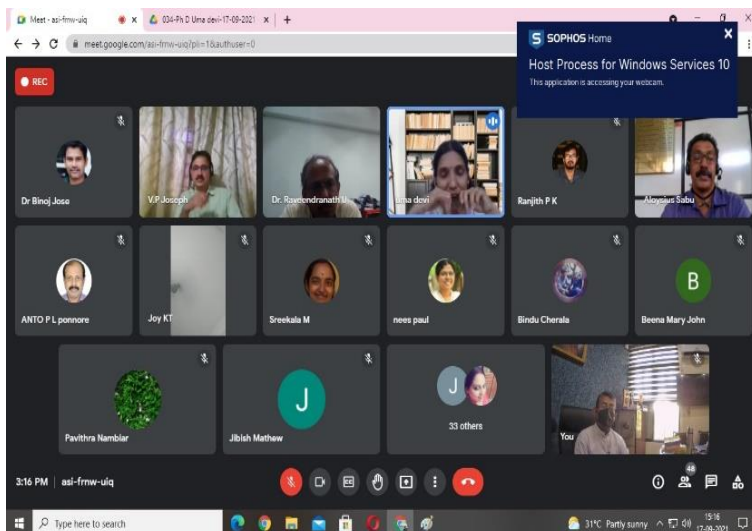 Meet - asi-frnw-uiq
034-Ph D Uma devi-17-09-2021
meet.google.com/asi-frnw-uiq?pli=1&authuser=0
SOPHOS Home
Host Process for Windows Services 10
This application is accessing your webcam.
REC
Dr Binoj Jose
V.P Joseph
Dr. Raveendranath U
uma devi
Ranjith P K
Aloysius Sabu
ANTO P L ponnore
Joy KT
Sreekala M
nees paul
Bindu Cherala
B
Beena Mary John
Pavithra Nambiar
J
Jibish Mathew
J
33 others
You
3:16 PM | asi-frnw-uiq
48
Type here to search
31°C Partly sunny
15:16
17-09-2021